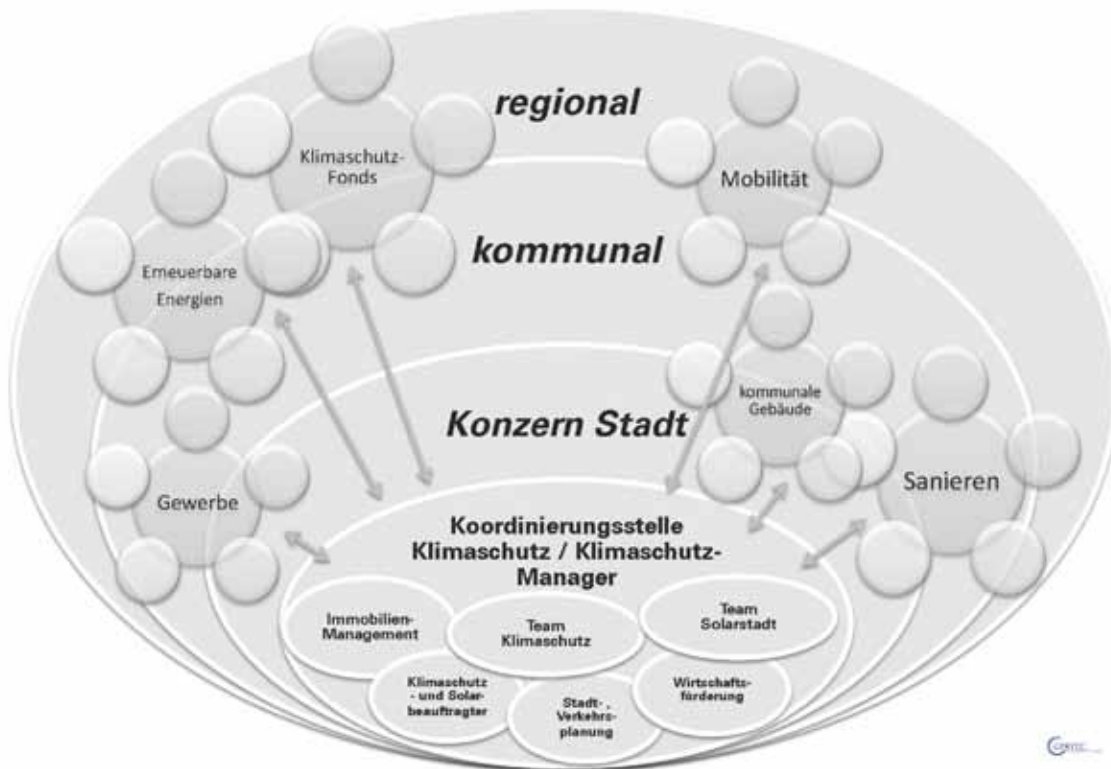 regional
Klimaschutz-
Fonds
Mobilität
kommunal
Erneuerbare
Energien
kommunale
Gebäude
Konzern Stadt
Sanieren
Gewerbe
Koordinierungsstelle
Klimaschutz / Klimaschutz-
Manager
Immobilien-
Management
Team
Klimaschutz
Team
Solarstadt
Klimaschutz
- und Solar-
beauftragter
Stadt- ,
Verkehrs-
planung
Wirtschafts-
förderung